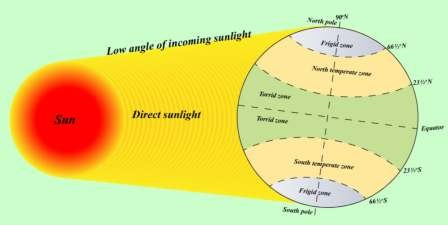 90°N
North pole
Low angle of incoming sunlight
Frigid zone
66½°N
North temperate zone
23½°N
Torrid zone
Sun
Direct sunlight
Torrid zone
Equator
South temperate zone
23½°S
Frigid zone
66½°S
South pole